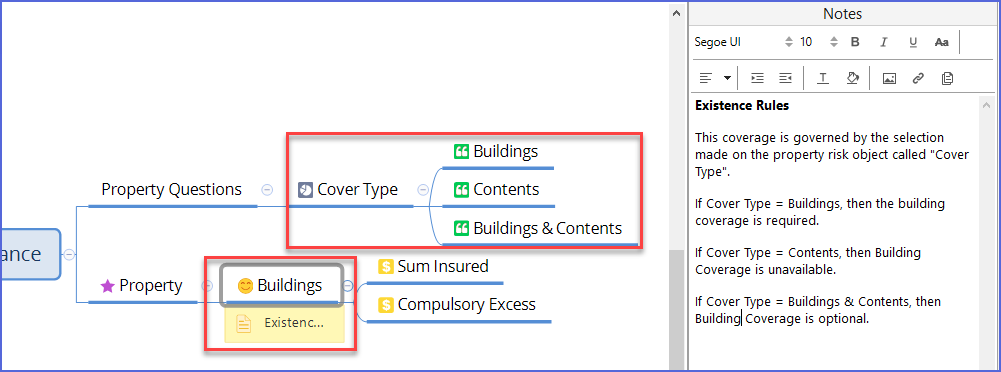 Notes
Segoe UI 10 B I U Aa
T
Existence Rules
This coverage is governed by the selection
made on the property risk object called "Cover
Type".
If Cover Type = Buildings, then the building
coverage is required.
If Cover Type = Contents, then Building
Coverage is unavailable.
If Cover Type = Buildings & Contents, then
Building Coverage is optional.
ance
Property Questions
Cover Type
Buildings
Contents
Buildings & Contents
Property
Buildings
Existenc...
$ Sum Insured
$ Compulsory Excess